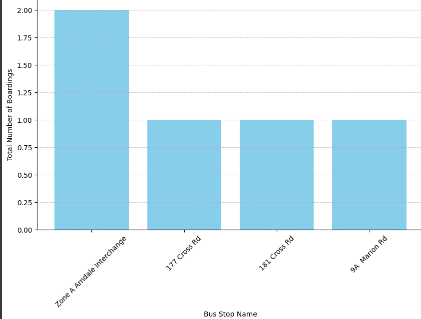 2.00
1.75
1.50
1.25
1.00
0.75
0.50
0.25
0.00
Total Number of Boardings
Zone A Arndale Interchange
177 Cross Rd
181 Cross Rd
9A  Marion Rd
Bus Stop Name